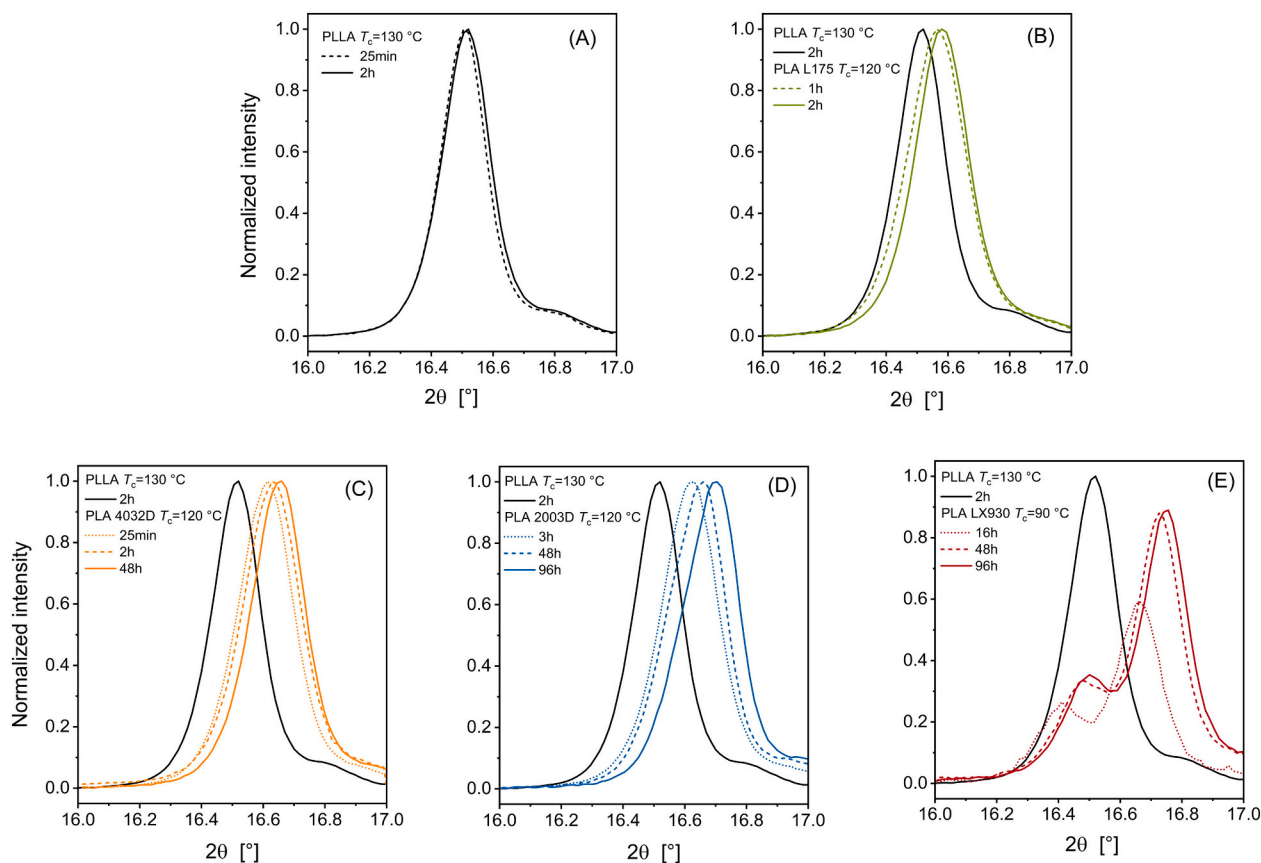 PLLA Tc=130 °C
25min
2h
(A)
1.0
0.8
0.6
0.4
0.2
0.0
Normalized intensity
16.0 16.2 16.4 16.6 16.8 17.0
2θ [°]
PLLA Tc=130 °C
2h
PLA L175 Tc=120 °C
1h
2h
(B)
1.0
0.8
0.6
0.4
0.2
0.0
16.0 16.2 16.4 16.6 16.8 17.0
2θ [°]
PLLA Tc=130 °C
2h
PLA 4032D Tc=120 °C
25min
2h
48h
(C)
1.0
0.8
0.6
0.4
0.2
0.0
Normalized intensity
16.0 16.2 16.4 16.6 16.8 17.0
2θ [°]
PLLA Tc=130 °C
2h
PLA 2003D Tc=120 °C
3h
48h
96h
(D)
1.0
0.8
0.6
0.4
0.2
0.0
16.0 16.2 16.4 16.6 16.8 17.0
2θ [°]
PLLA Tc=130 °C
2h
PLA LX930 Tc=90 °C
16h
48h
96h
(E)
1.0
0.8
0.6
0.4
0.2
0.0
16.0 16.2 16.4 16.6 16.8 17.0
2θ [°]